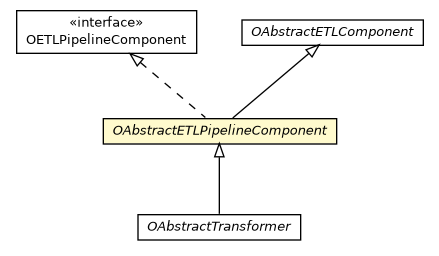 «interface»
OETLPipelineComponent
OAbstractETLComponent
OAbstractETLPipelineComponent
OAbstractTransformer